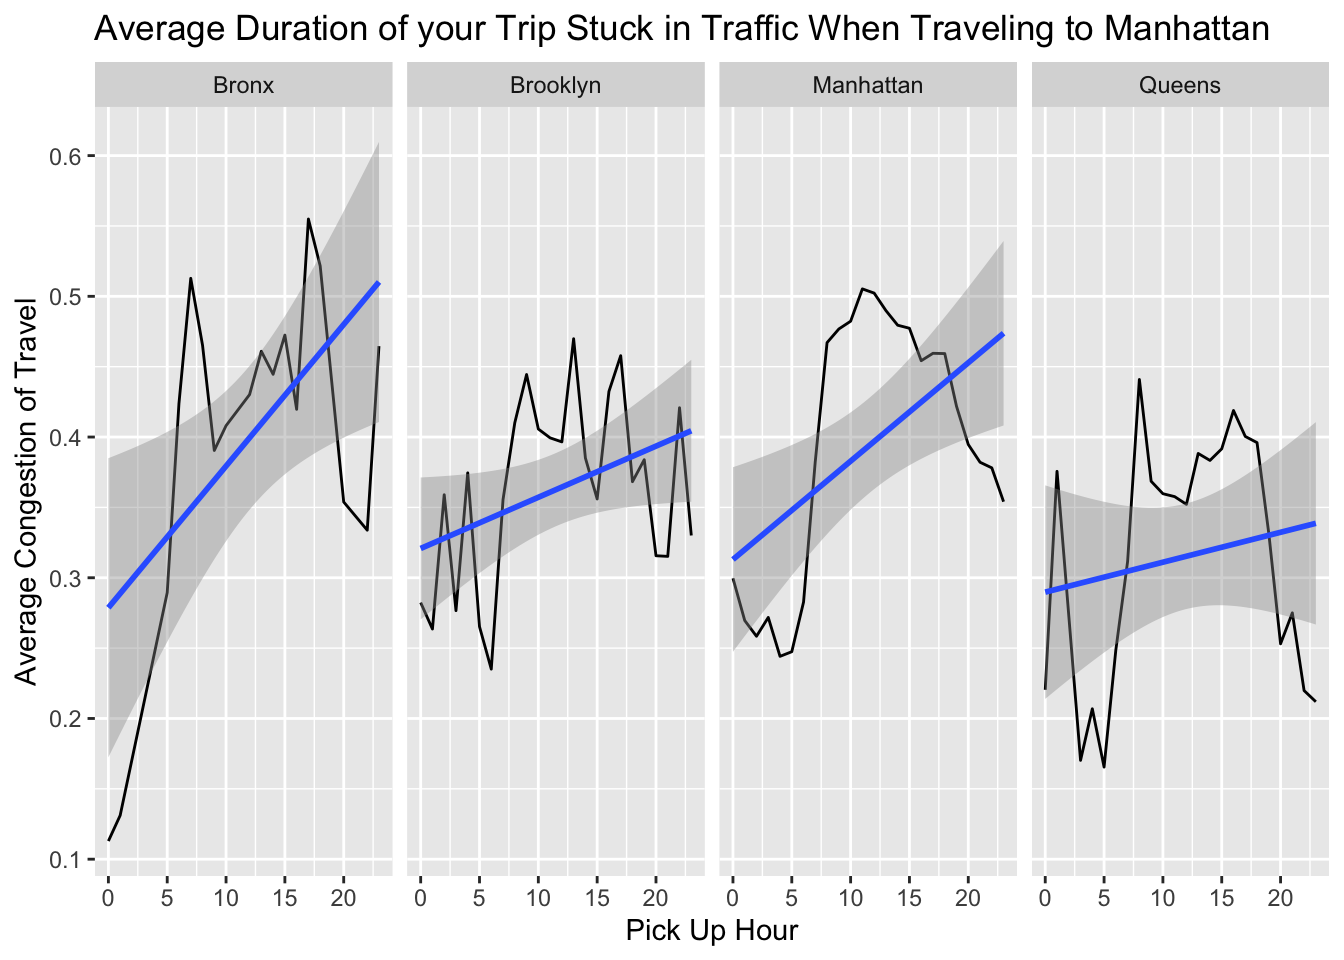 Average Duration of your Trip Stuck in Traffic When Traveling to Manhattan
Bronx
Brooklyn
Manhattan
Queens
Average Congestion of Travel
0.6
0.5
0.4
0.3
0.2
0.1
0 5 10 15 20
0 5 10 15 20
0 5 10 15 20
0 5 10 15 20
Pick Up Hour